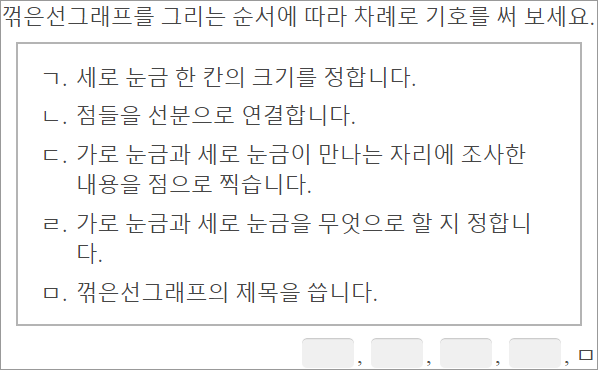 꺾은선그래프를 그리는 순서에 따라 차례로 기호를 써 보세요.
ㄱ. 세로 눈금 한 칸의 크기를 정합니다.
ㄴ. 점들을 선분으로 연결합니다.
ㄷ. 가로 눈금과 세로 눈금이 만나는 자리에 조사한
내용을 점으로 찍습니다.
ㄹ. 가로 눈금과 세로 눈금을 무엇으로 할 지 정합니
다.
ㅁ. 꺾은선그래프의 제목을 씁니다.
, , , , ㅁ